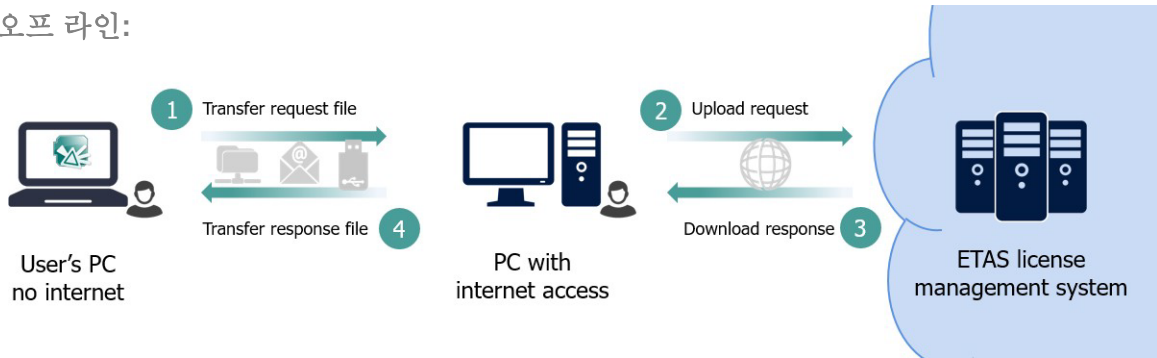 오프 라인:
1 Transfer request file
2 Upload request
@
Transfer response file 4
Download response 3
User's PC
no internet
PC with
internet access
ETAS license
management system